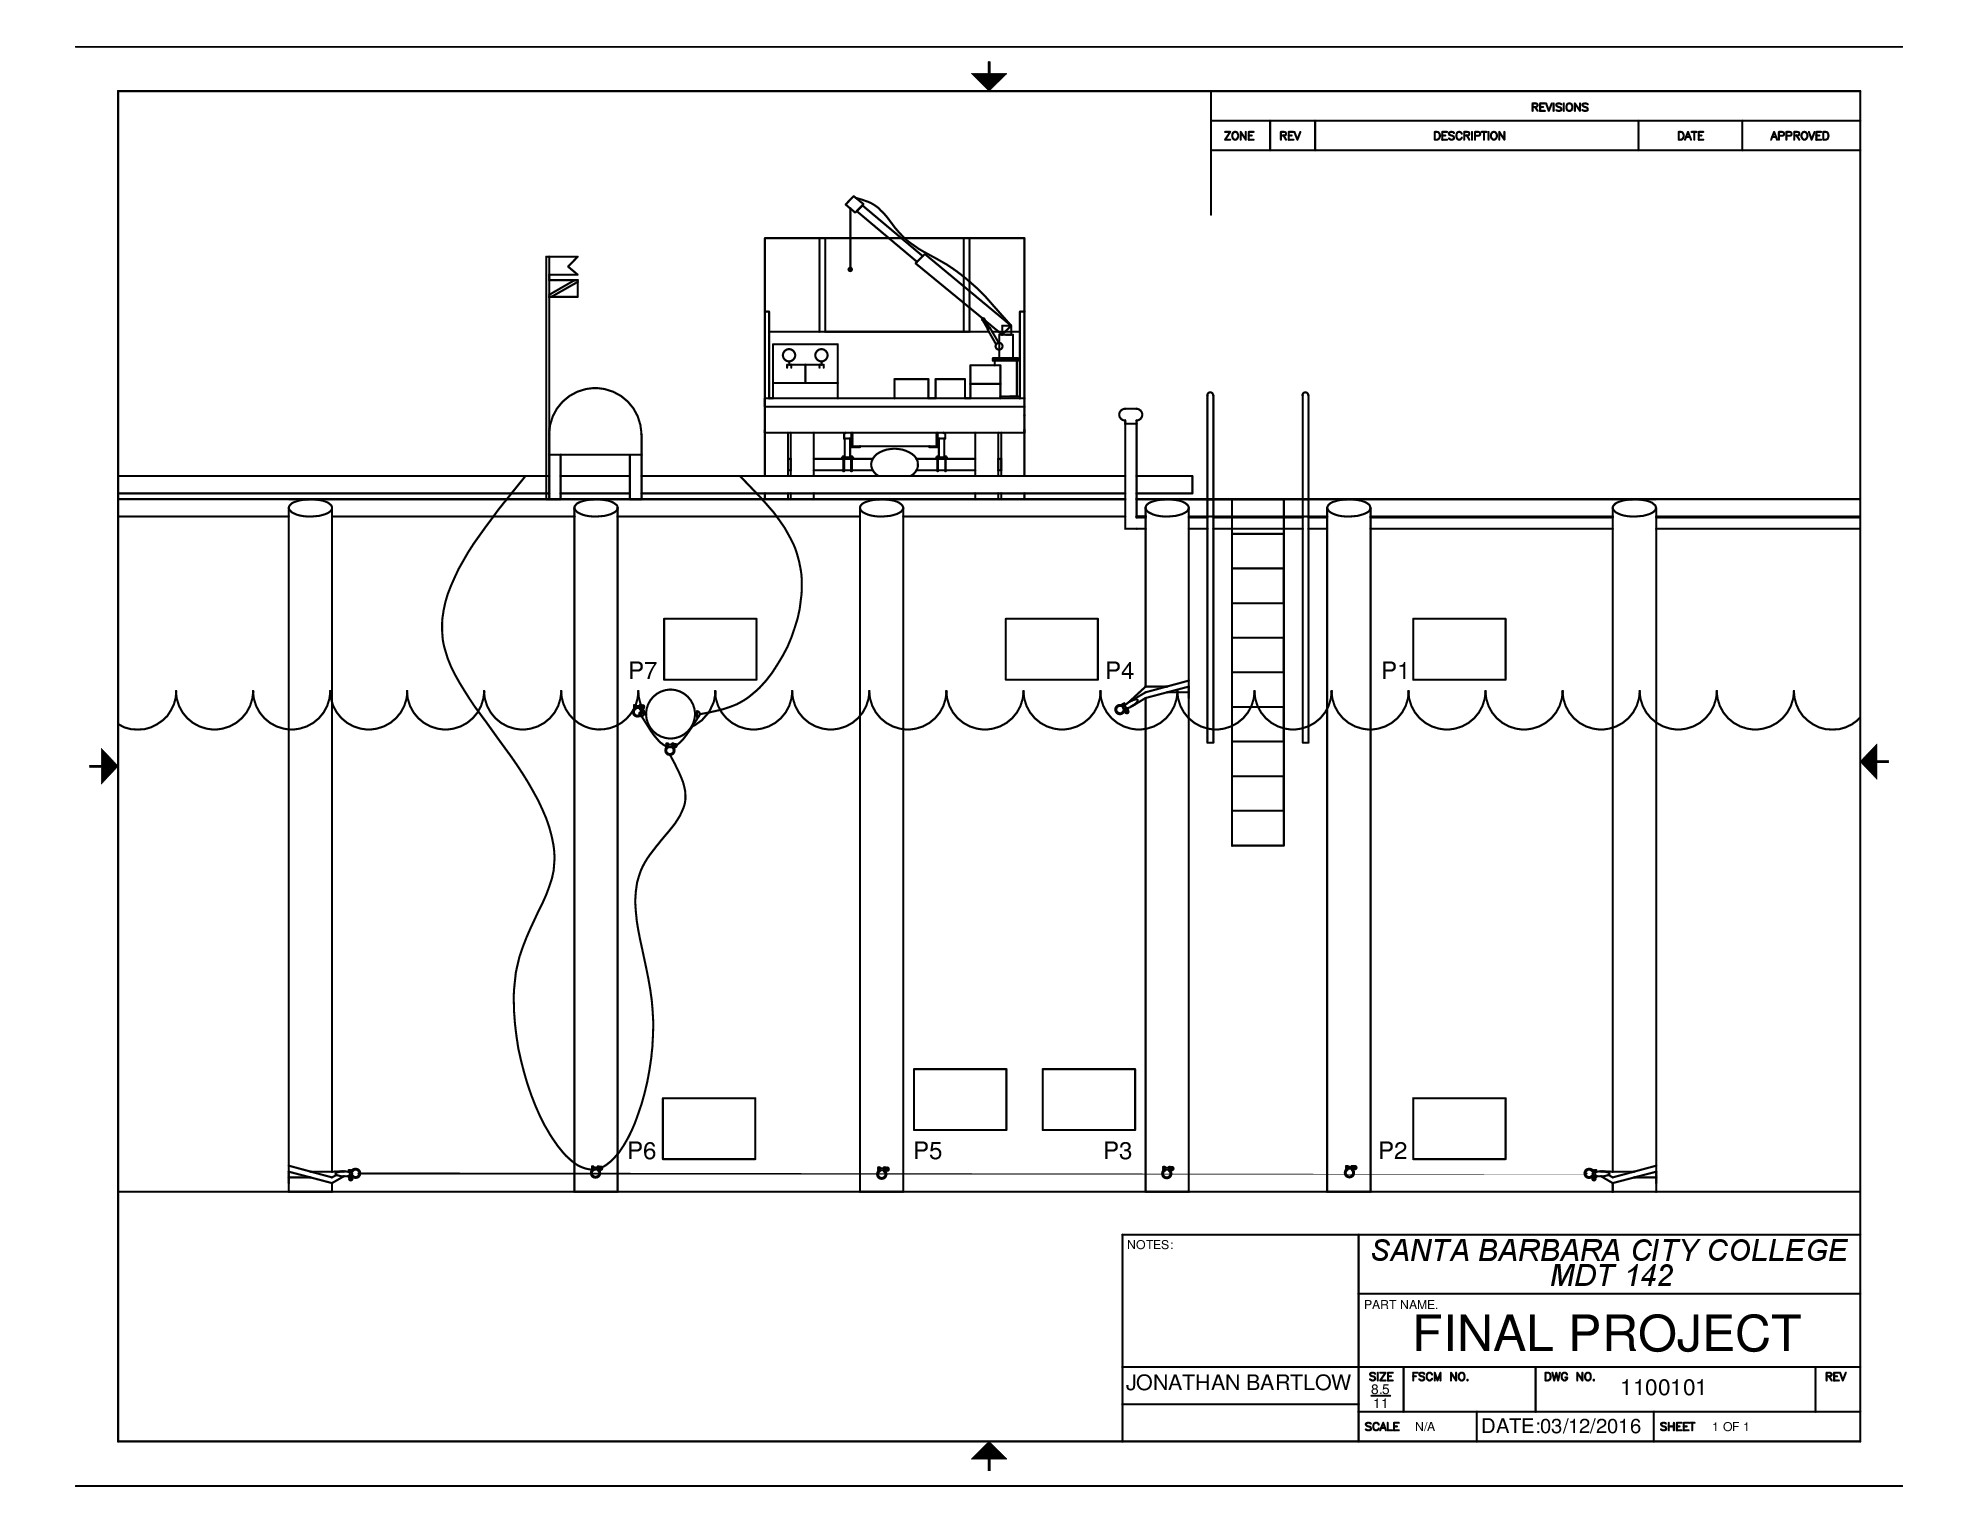 REVISIONS
ZONE REV DESCRIPTION DATE APPROVED
P7 P4 P1
P6 P5 P3 P2
NOTES:
SANTA BARBARA CITY COLLEGE
MDT 142
PART NAME.
FINAL PROJECT
JONATHAN BARTLOW
SIZE
8.5
11
FSCM NO.
DWG NO. 1100101
REV
SCALE N/A
DATE:03/12/2016
SHEET 1 OF 1